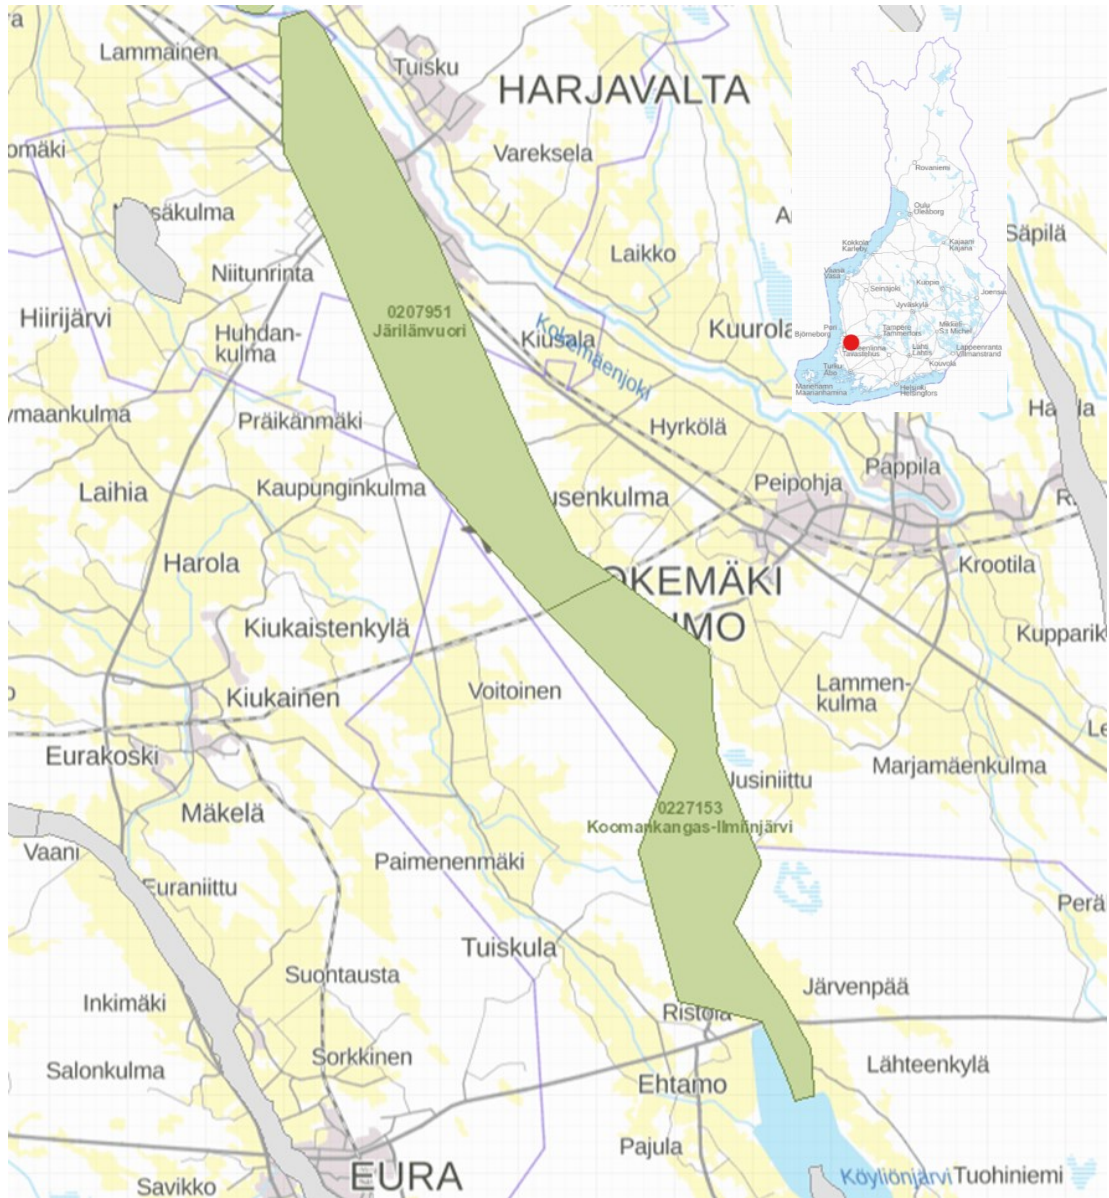 Lammainen
Tuisku
HARJAVALTA
Vareksela
Laikko
Säpilä
Niitunrinta
Hiirijärvi
Huhdan-
kulma
0207951
Järilänvuori
Kokemäenjoki
Präikänmäki
Hyrkölä
Laihia
Kaupunginkulma
Peipohja
Pappila
Harola
Krootila
Kiukaistenkylä
Kiukainen
Voitoinen
Lammen-
kulma
Eurakoski
Marjamäenkulma
Mäkelä
0227153
Koomankangas-Ilmiinjärvi
Vaani
Paimenenmäki
Euraniittu
Tuiskula
Suontausta
Järvenpää
Inkimäki
Ristola
Sorkkinen
Salonkulma
Ehtamo
Lähteenkylä
Pajula
EURA
Savikko
Köyliönjärvi
Tuohiniemi
Rovaniemi
Oulu
Uleåborg
Kokkola
Karleby
Kajaani
Kajana
Vaasa
Vasa
Seinäjoki
Kuopio
Joensuu
Jyväskylä
Pori
Björneborg
Tampere
Tammerfors
Mikkeli
S:t Michel
Tavastehus
Lahti
Lahtis
Lappeenranta
Villmanstrand
Kouvola
Turku
Åbo
Mariehamn
Maarianhamina
Helsinki
Helsingfors